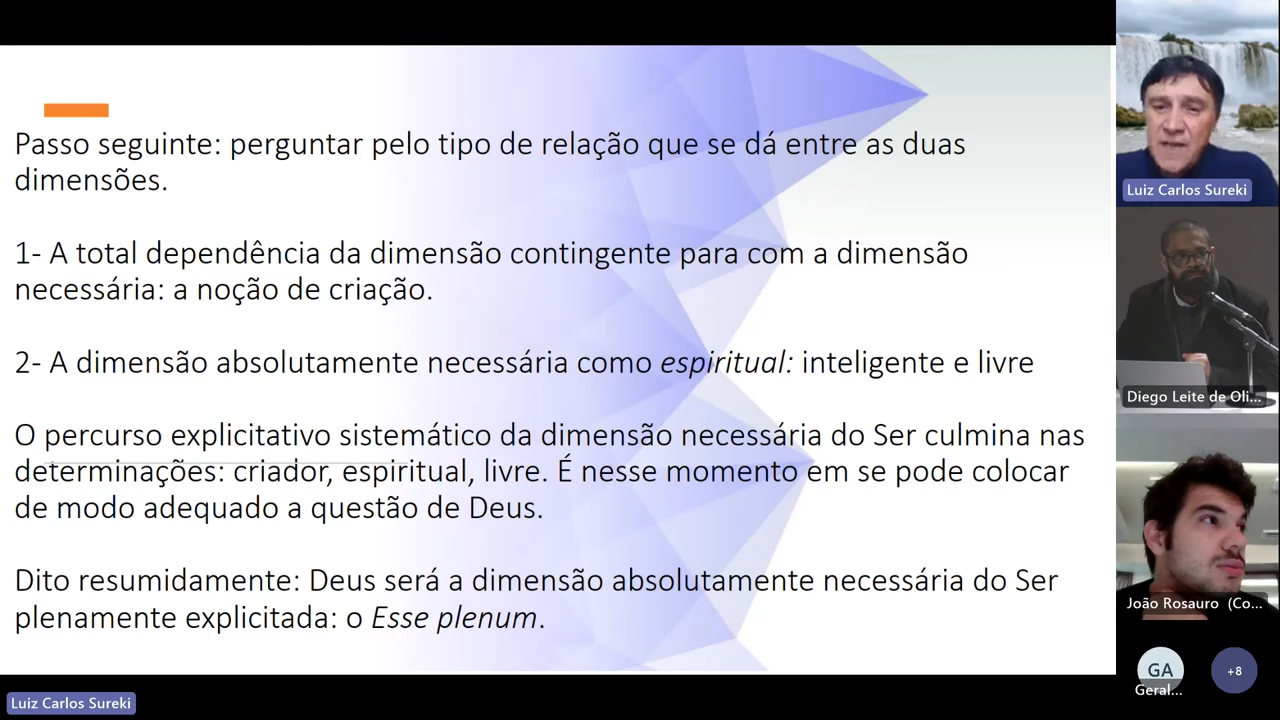 Passo seguinte: perguntar pelo tipo de relação que se dá entre as duas
dimensões.
1- A total dependência da dimensão contingente para com a dimensão
necessária: a noção de criação.
2- A dimensão absolutamente necessária como espiritual: inteligente e livre
O percurso explicitativo sistemático da dimensão necessária do Ser culmina nas
determinações: criador, espiritual, livre. É nesse momento em se pode colocar
de modo adequado a questão de Deus.
Dito resumidamente: Deus será a dimensão absolutamente necessária do Ser
plenamente explicitada: o Esse plenum.
Luiz Carlos Sureki
Luiz Carlos Sureki
Diego Leite de Oli...
João Rosauro (Co...
GA
Geral...
+8